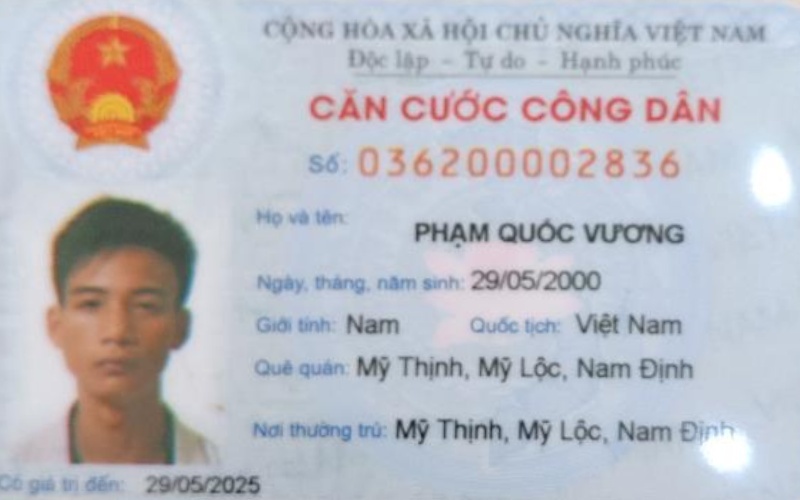 CỘNG HÒA XÃ HỘI CHỦ NGHĨA VIỆT NAM
Độc lập - Tự do - Hạnh phúc
CĂN CƯỚC CÔNG DÂN
Số: 036200002836
Họ và tên:
PHẠM QUỐC VƯƠNG
Ngày, tháng, năm sinh: 29/05/2000
Giới tính: Nam Quốc tịch: Việt Nam
Quê quán: Mỹ Thịnh, Mỹ Lộc, Nam Định
Nơi thường trú: Mỹ Thịnh, Mỹ Lộc, Nam Định
Có giá trị đến: 29/05/2025